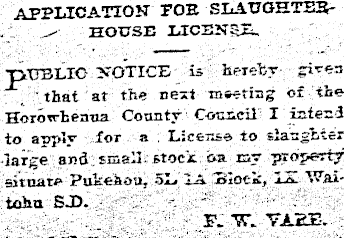 APPLICATION FOR SLAUGHTER-
HOUSE LICENSE.
PUBLIC NOTICE is hereby given
that at the next meeting of the
Horowhenua County Council I intend
to apply for a License to slaughter
large and small stock on my property
situate Pukehou, 5L 1A Block, IX Wai-
tohu S.D.
F. W. VARE.